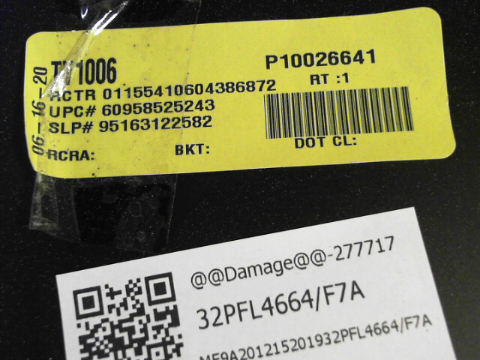 06-16-20
TV1006
P10026641
ACTR 01155410604386872
RT :1
UPC# 60958525243
SLP# 95163122582
RCRA:
BKT:
DOT CL:
@@Damage@@-277717
32PFL4664/F7A
ME9A201215201932PFL4664/F7A